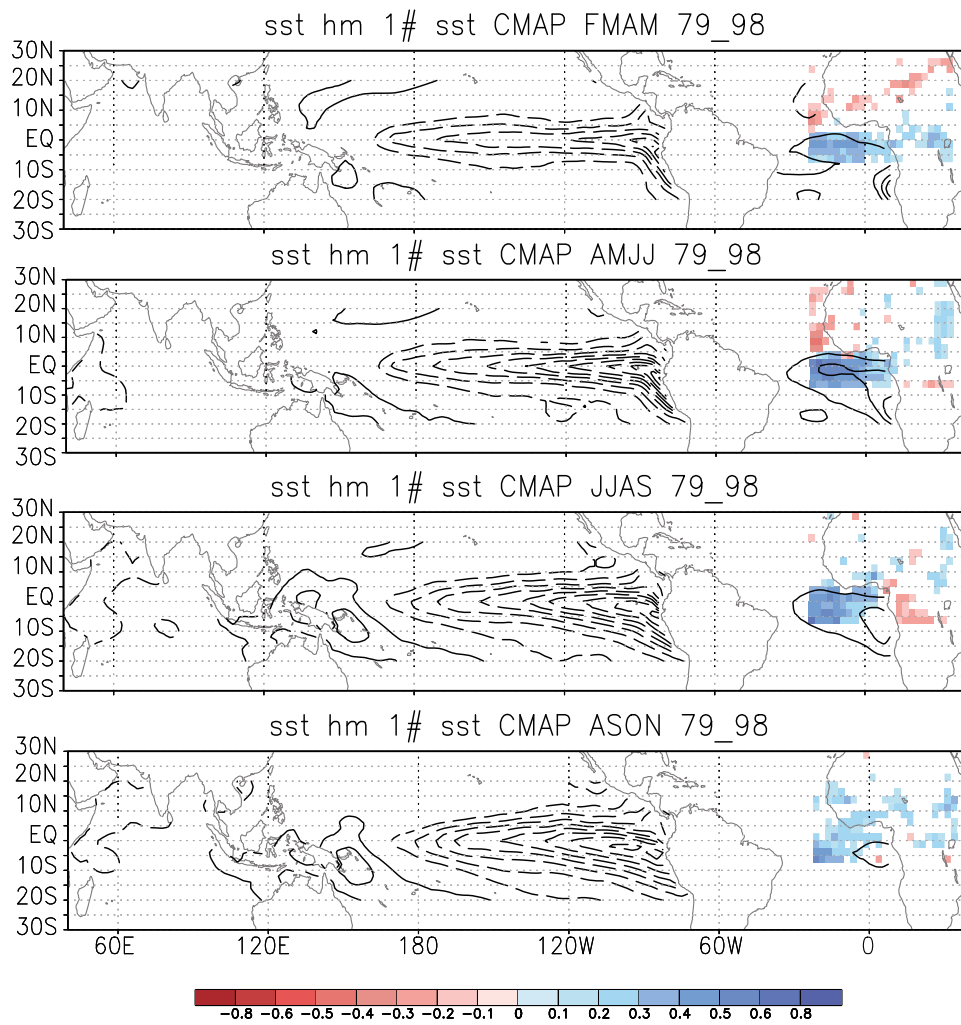 sst hm 1# sst CMAP FMAM 79_98
30N
20N
10N
EQ
10S
20S
30S
sst hm 1# sst CMAP AMJJ 79_98
30N
20N
10N
EQ
10S
20S
30S
sst hm 1# sst CMAP JJAS 79_98
30N
20N
10N
EQ
10S
20S
30S
sst hm 1# sst CMAP ASON 79_98
30N
20N
10N
EQ
10S
20S
30S
60E 120E 180 120W 60W 0
-0.8 -0.6 -0.5 -0.4 -0.3 -0.2 -0.1 0 0.1 0.2 0.3 0.4 0.5 0.6 0.8